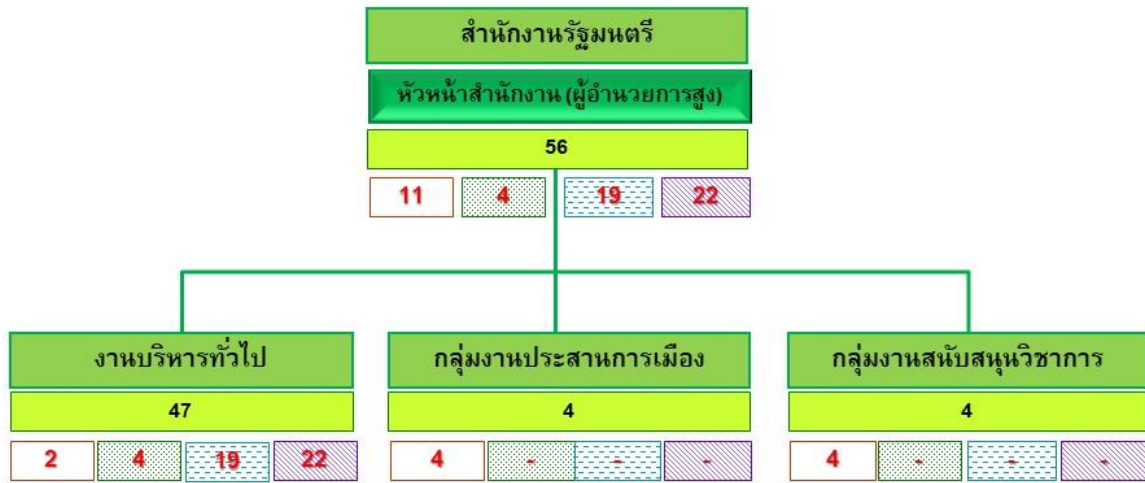 สำนักงานรัฐมนตรี
หัวหน้าสำนักงาน (ผู้อำนวยการสูง)
56
11 4 19 22
งานบริหารทั่วไป กลุ่มงานประสานการเมือง กลุ่มงานสนับสนุนวิชาการ
47 4 4
2 4 19 22 4 - - - 4 - - -